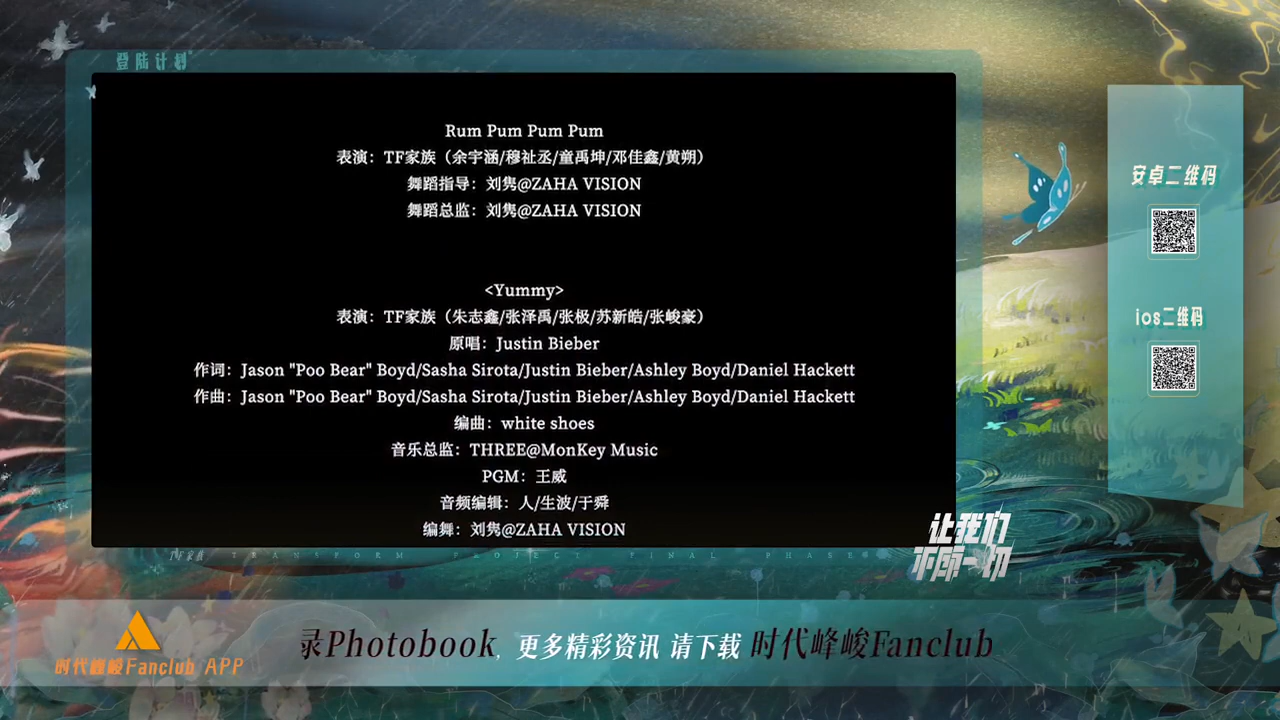 登陆计划
Rum Pum Pum Pum
表演：TF家族（余宇涵/穆祉丞/童禹坤/邓佳鑫/黄朔）
舞蹈指导：刘隽@ZAHA VISION
舞蹈总监：刘隽@ZAHA VISION
<Yummy>
表演：TF家族（朱志鑫/张泽禹/张极/苏新皓/张峻豪）
原唱：Justin Bieber
作词：Jason "Poo Bear" Boyd/Sasha Sirota/Justin Bieber/Ashley Boyd/Daniel Hackett
作曲：Jason "Poo Bear" Boyd/Sasha Sirota/Justin Bieber/Ashley Boyd/Daniel Hackett
编曲：white shoes
音乐总监：THREE@MonKey Music
PGM：王威
音频编辑：人/生波/于舜
编舞：刘隽@ZAHA VISION
安卓二维码
ios二维码
TF家族 TRANSFORM PROJECT FINAL PHASE
让我们
不顾一切
录Photobook, 更多精彩资讯 请下载 时代峰峻Fanclub
时代峰峻Fanclub APP